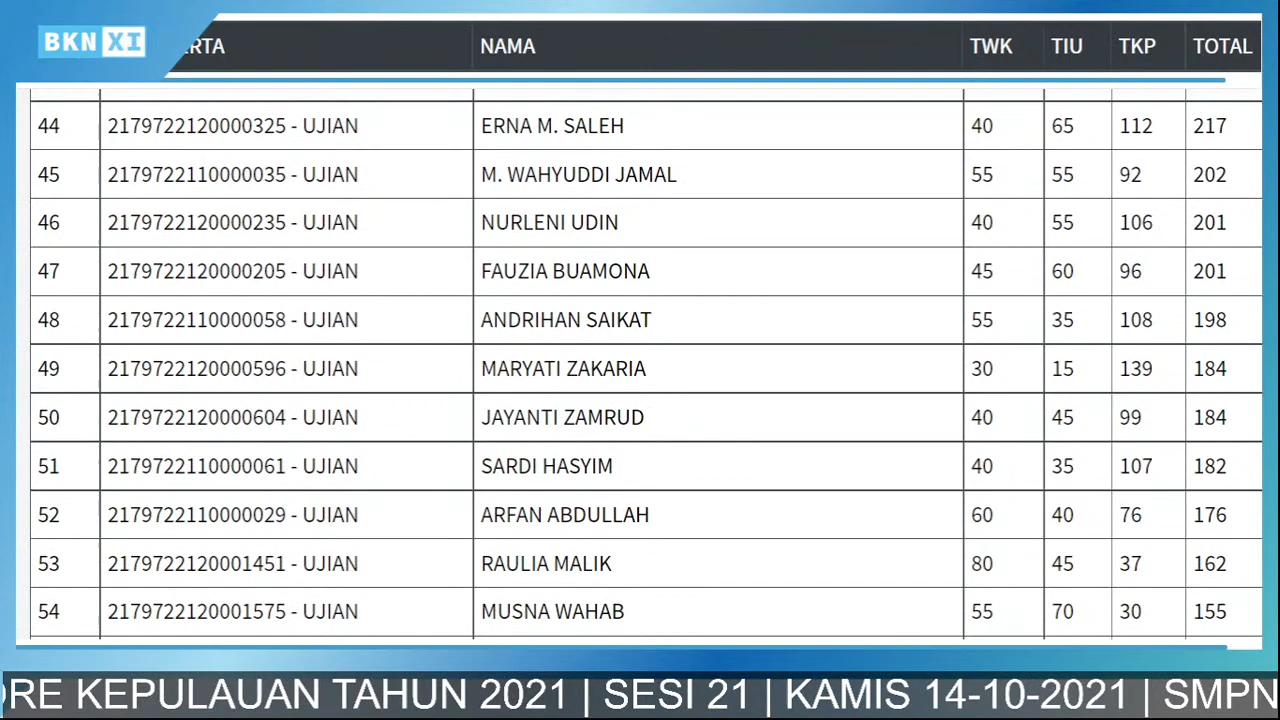 BKN XI
NAMA TWK TIU TKP TOTAL
44 2179722120000325 - UJIAN ERNA M. SALEH 40 65 112 217
45 2179722110000035 - UJIAN M. WAHYUDDI JAMAL 55 55 92 202
46 2179722120000235 - UJIAN NURLENI UDIN 40 55 106 201
47 2179722120000205 - UJIAN FAUZIA BUAMONA 45 60 96 201
48 2179722110000058 - UJIAN ANDRIHAN SAIKAT 55 35 108 198
49 2179722120000596 - UJIAN MARYATI ZAKARIA 30 15 139 184
50 2179722120000604 - UJIAN JAYANTI ZAMRUD 40 45 99 184
51 2179722110000061 - UJIAN SARDI HASYIM 40 35 107 182
52 2179722110000029 - UJIAN ARFAN ABDULLAH 60 40 76 176
53 2179722120001451 - UJIAN RAULIA MALIK 80 45 37 162
54 2179722120001575 - UJIAN MUSNA WAHAB 55 70 30 155
KEPULAUAN TAHUN 2021 | SESI 21 | KAMIS 14-10-2021 | SMPN